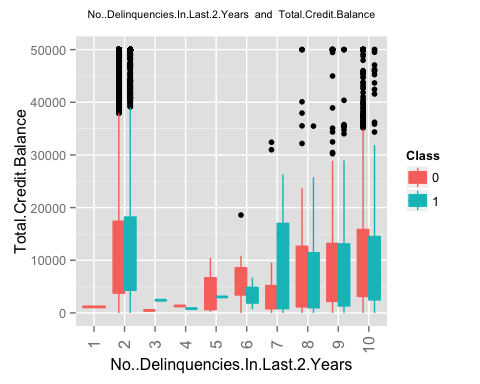 No..Delinquencies.In.Last.2.Years and Total.Credit.Balance
50000
40000
30000
20000
10000
0
Total.Credit.Balance
1 2 3 4 5 6 7 8 9 10
No..Delinquencies.In.Last.2.Years
Class
0
1